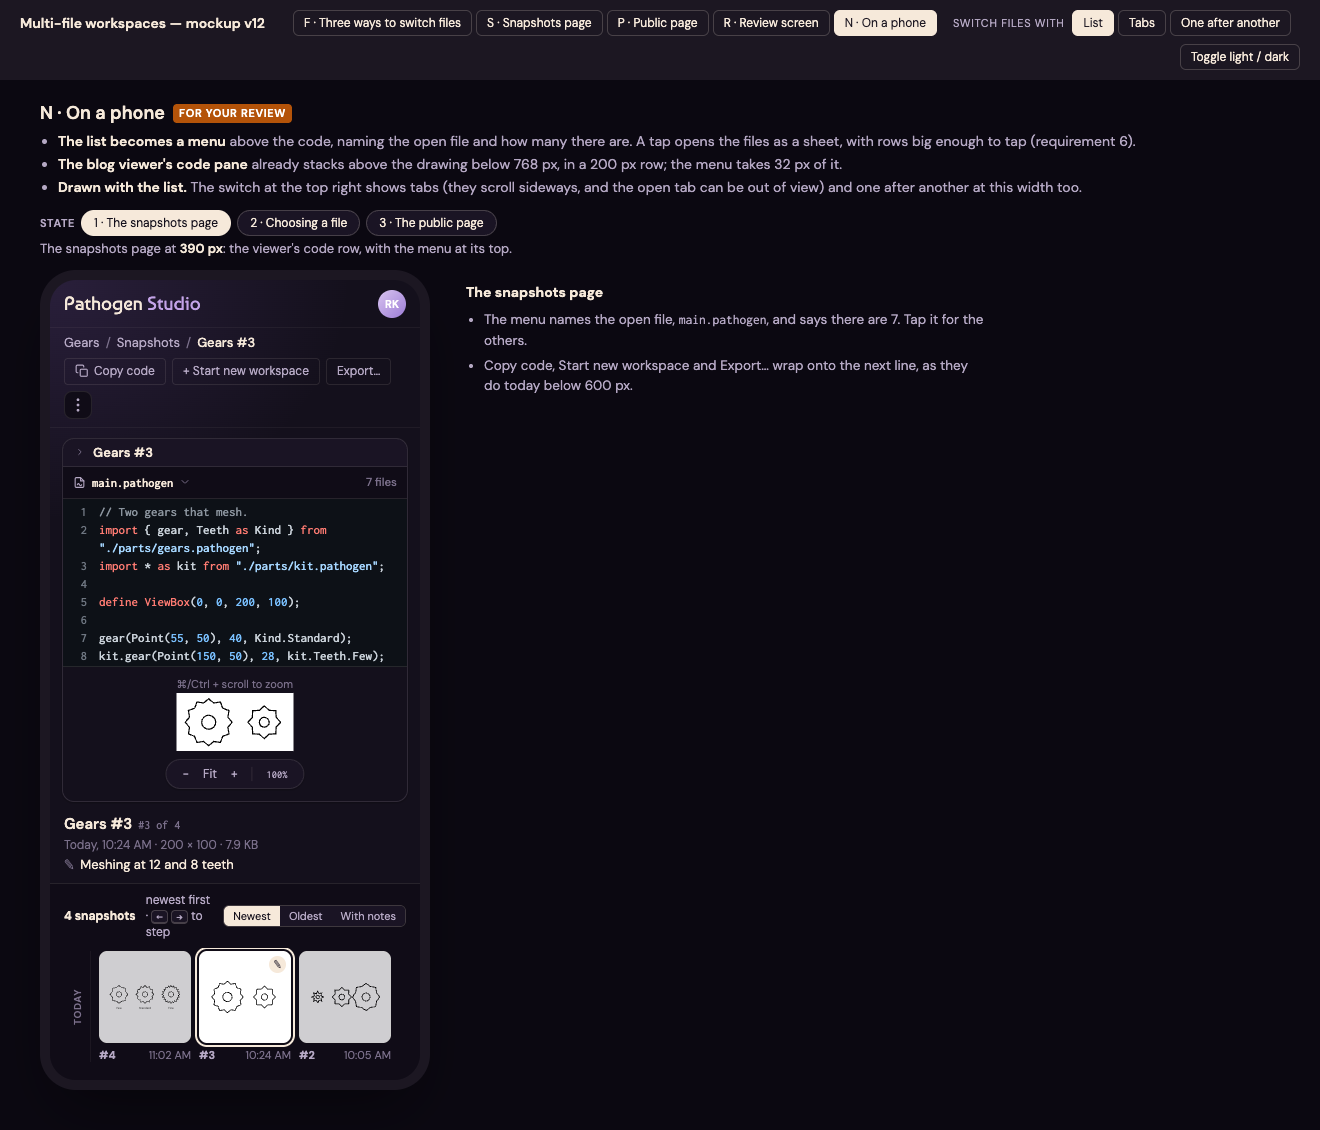 Multi-file workspaces — mockup v12
F · Three ways to switch files
S · Snapshots page
P · Public page
R · Review screen
N · On a phone
SWITCH FILES WITH
List
Tabs
One after another
Toggle light / dark
N · On a phone
FOR YOUR REVIEW
• The list becomes a menu above the code, naming the open file and how many there are. A tap opens the files as a sheet, with rows big enough to tap (requirement 6).
• The blog viewer's code pane already stacks above the drawing below 768 px, in a 200 px row; the menu takes 32 px of it.
• Drawn with the list. The switch at the top right shows tabs (they scroll sideways, and the open tab can be out of view) and one after another at this width too.
STATE
1 · The snapshots page
2 · Choosing a file
3 · The public page
The snapshots page at 390 px: the viewer's code row, with the menu at its top.
Pathogen Studio
RK
Gears / Snapshots / Gears #3
Copy code
+ Start new workspace
Export…
Gears #3
main.pathogen
7 files
1 // Two gears that mesh.
2 import { gear, Teeth as Kind } from
"./parts/gears.pathogen";
3 import * as kit from "./parts/kit.pathogen";
4
5 define ViewBox(0, 0, 200, 100);
6
7 gear(Point(55, 50), 40, Kind.Standard);
8 kit.gear(Point(150, 50), 28, kit.Teeth.Few);
⌘/Ctrl + scroll to zoom
− Fit + 100%
Gears #3 #3 of 4
Today, 10:24 AM · 200 × 100 · 7.9 KB
✎ Meshing at 12 and 8 teeth
4 snapshots
newest first
· ← → to
step
Newest
Oldest
With notes
TODAY
#4 11:02 AM
#3 10:24 AM
#2 10:05 AM
The snapshots page
• The menu names the open file, main.pathogen, and says there are 7. Tap it for the
others.
• Copy code, Start new workspace and Export… wrap onto the next line, as they
do today below 600 px.